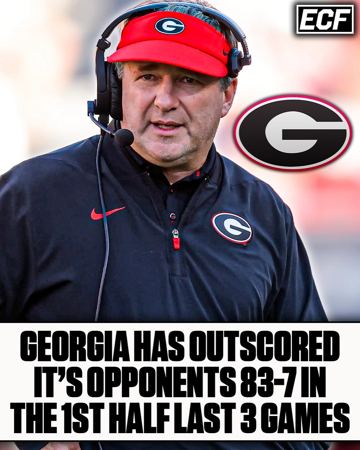 ECF
G
G
G
GEORGIA HAS OUTSCORED
IT'S OPPONENTS 83-7 IN
THE 1ST HALF LAST 3 GAMES